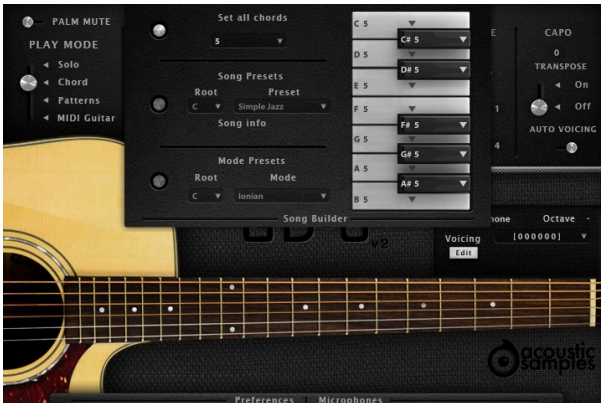 PALM MUTE
PLAY MODE
Solo
Chord
Patterns
MIDI Guitar
Set all chords
5
Song Presets
Root Preset
C Simple Jazz
Song info
Mode Presets
Root Mode
C Ionian
Song Builder
C 5
C# 5
D 5
D# 5
E 5
F 5
F# 5
G 5
G# 5
A 5
A# 5
B 5
E
1
4
CAPO
0
TRANSPOSE
On
Off
AUTO VOICING
one Octave -
Voicing [000000]
Edit
V2
acoustic
samples
Preferences Microphones